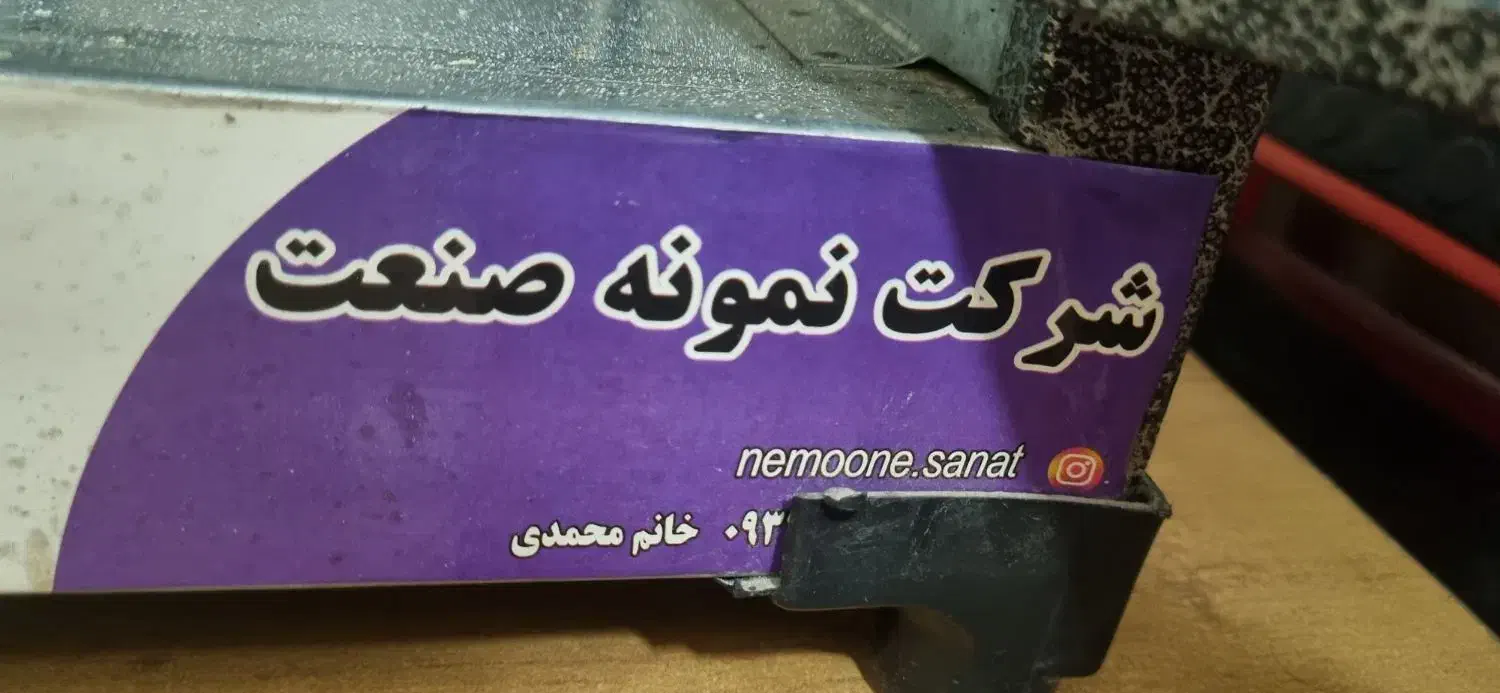 شرکت نمونه صنعت
nemoone.sanat
۰۹۳ خانم محمدی